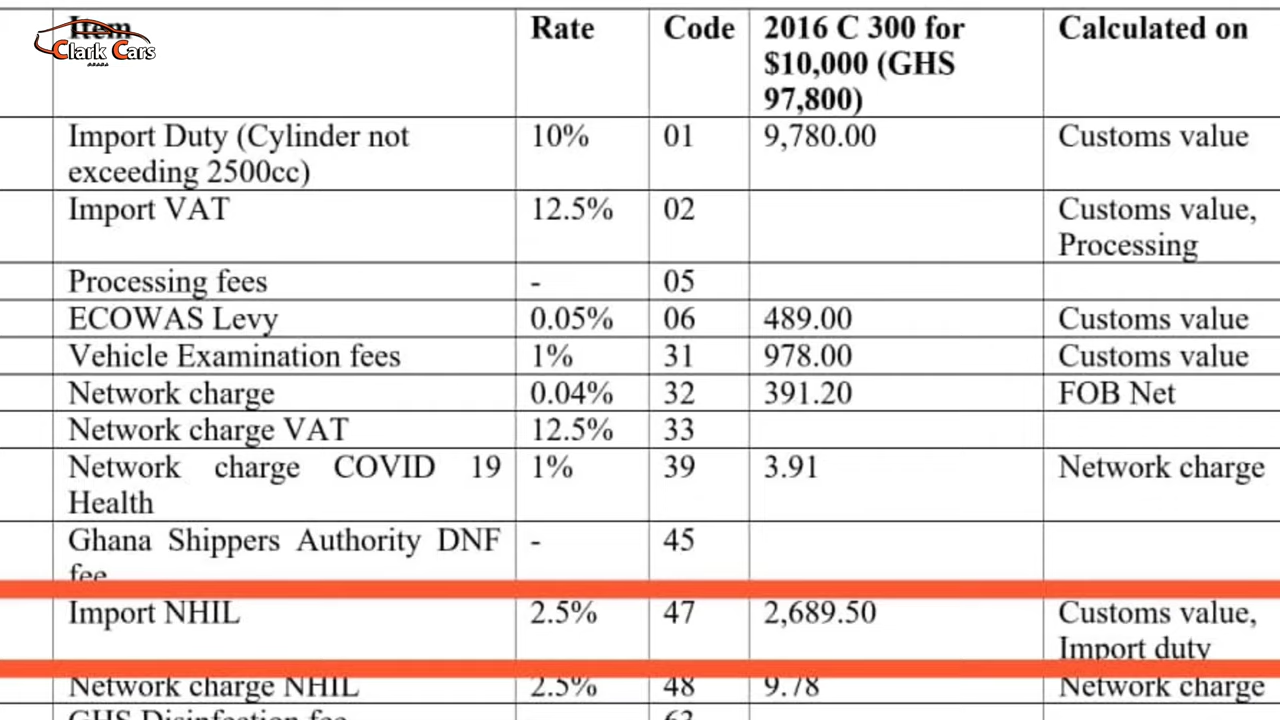 Clark Cars
Item Rate Code 2016 C 300 for Calculated on
$10,000 (GHS
97,800)
Import Duty (Cylinder not 10% 01 9,780.00 Customs value
exceeding 2500cc)
Import VAT 12.5% 02 Customs value,
Processing
Processing fees - 05
ECOWAS Levy 0.05% 06 489.00 Customs value
Vehicle Examination fees 1% 31 978.00 Customs value
Network charge 0.04% 32 391.20 FOB Net
Network charge VAT 12.5% 33
Network charge COVID 19 1% 39 3.91 Network charge
Health
Ghana Shippers Authority DNF - 45
fee
Import NHIL 2.5% 47 2,689.50 Customs value,
Import duty
Network charge NHIL 2.5% 48 9.78 Network charge
GHS Disinfection fee - 63